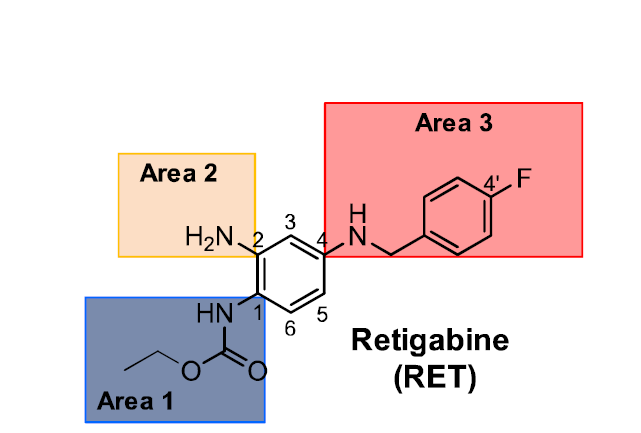 Area 3
Area 2
4'
F
H
N
H₂N
2
3
4
HN
1
6
5
O
O
Area 1
Retigabine
(RET)